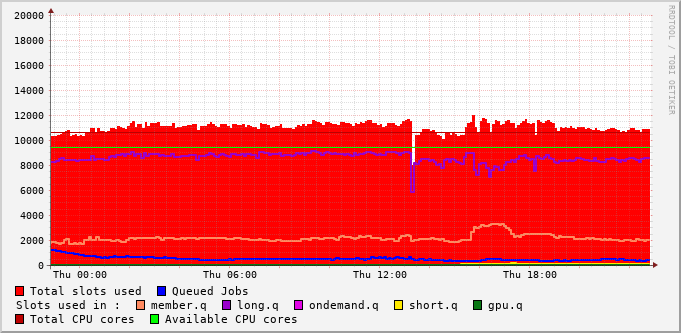 20000
18000
16000
14000
12000
10000
8000
6000
4000
2000
0
Thu 00:00 Thu 06:00 Thu 12:00 Thu 18:00
RRDTOOL / TOBI OETIKER
Total slots used Queued Jobs
Slots used in : member.q long.q ondemand.q short.q gpu.q
Total CPU cores Available CPU cores